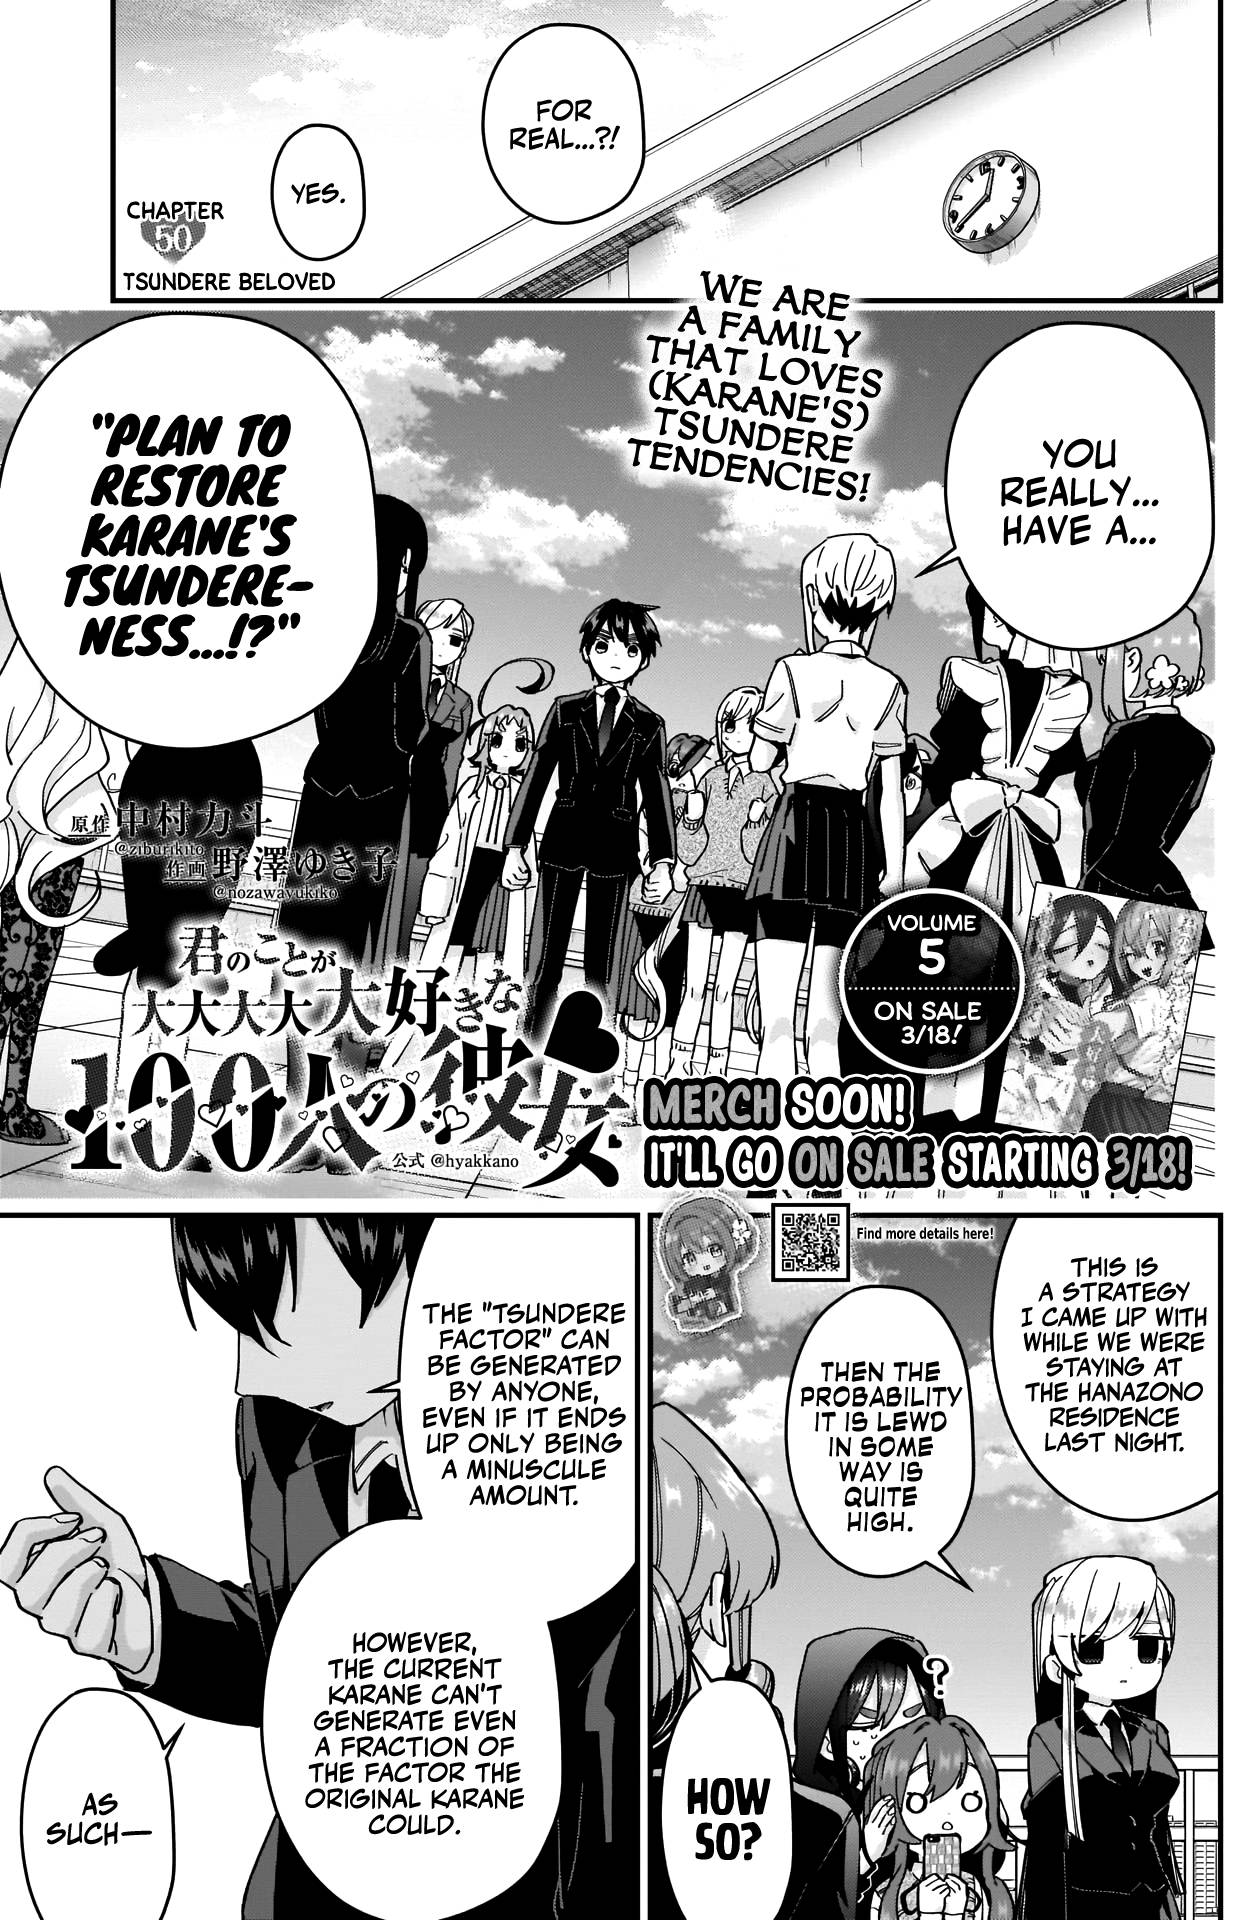 FOR
REAL...?!
YES.
CHAPTER
50
TSUNDERE BELOVED
WE ARE
A FAMILY
THAT LOVES
(KARANE'S)
TSUNDERE
TENDENCIES!
YOU
REALLY...
HAVE A...
"PLAN TO
RESTORE
KARANE'S
TSUNDERE-
NESS...!?"
原作 中村力斗
@ziburikito
作画 野澤ゆき子
@nozawayukiko
君のことが
大大大大大好きな
100人の彼女
公式 @hyakkano
VOLUME
5
ON SALE
3/18!
MERCH SOON!
IT'LL GO ON SALE STARTING 3/18!
Find more details here!
THIS IS
A STRATEGY
I CAME UP WITH
WHILE WE WERE
STAYING AT
THE HANAZONO
RESIDENCE
LAST NIGHT.
THEN THE
PROBABILITY
IT IS LEWD
IN SOME
WAY IS
QUITE
HIGH.
?
HOW
SO?
THE "TSUNDERE
FACTOR" CAN
BE GENERATED
BY ANYONE,
EVEN IF IT ENDS
UP ONLY BEING
A MINUSCULE
AMOUNT.
HOWEVER,
THE CURRENT
KARANE CAN'T
GENERATE EVEN
A FRACTION OF
THE FACTOR THE
ORIGINAL KARANE
COULD.
AS
SUCH—